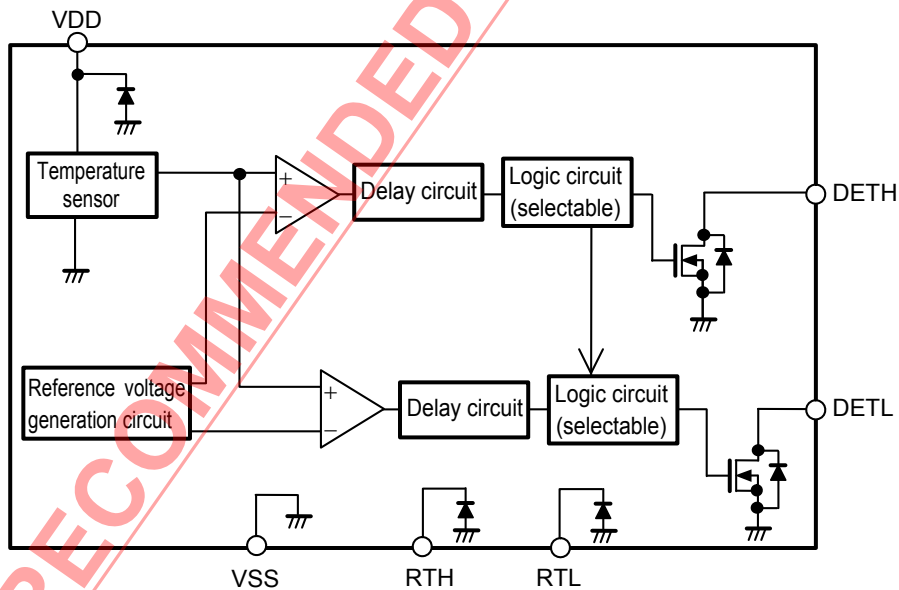 VDD
Temperature
sensor
+
−
Delay circuit
Logic circuit
(selectable)
DETH
Reference voltage
generation circuit
+
−
Delay circuit
Logic circuit
(selectable)
DETL
VSS
RTH
RTL
RECOMMENDED